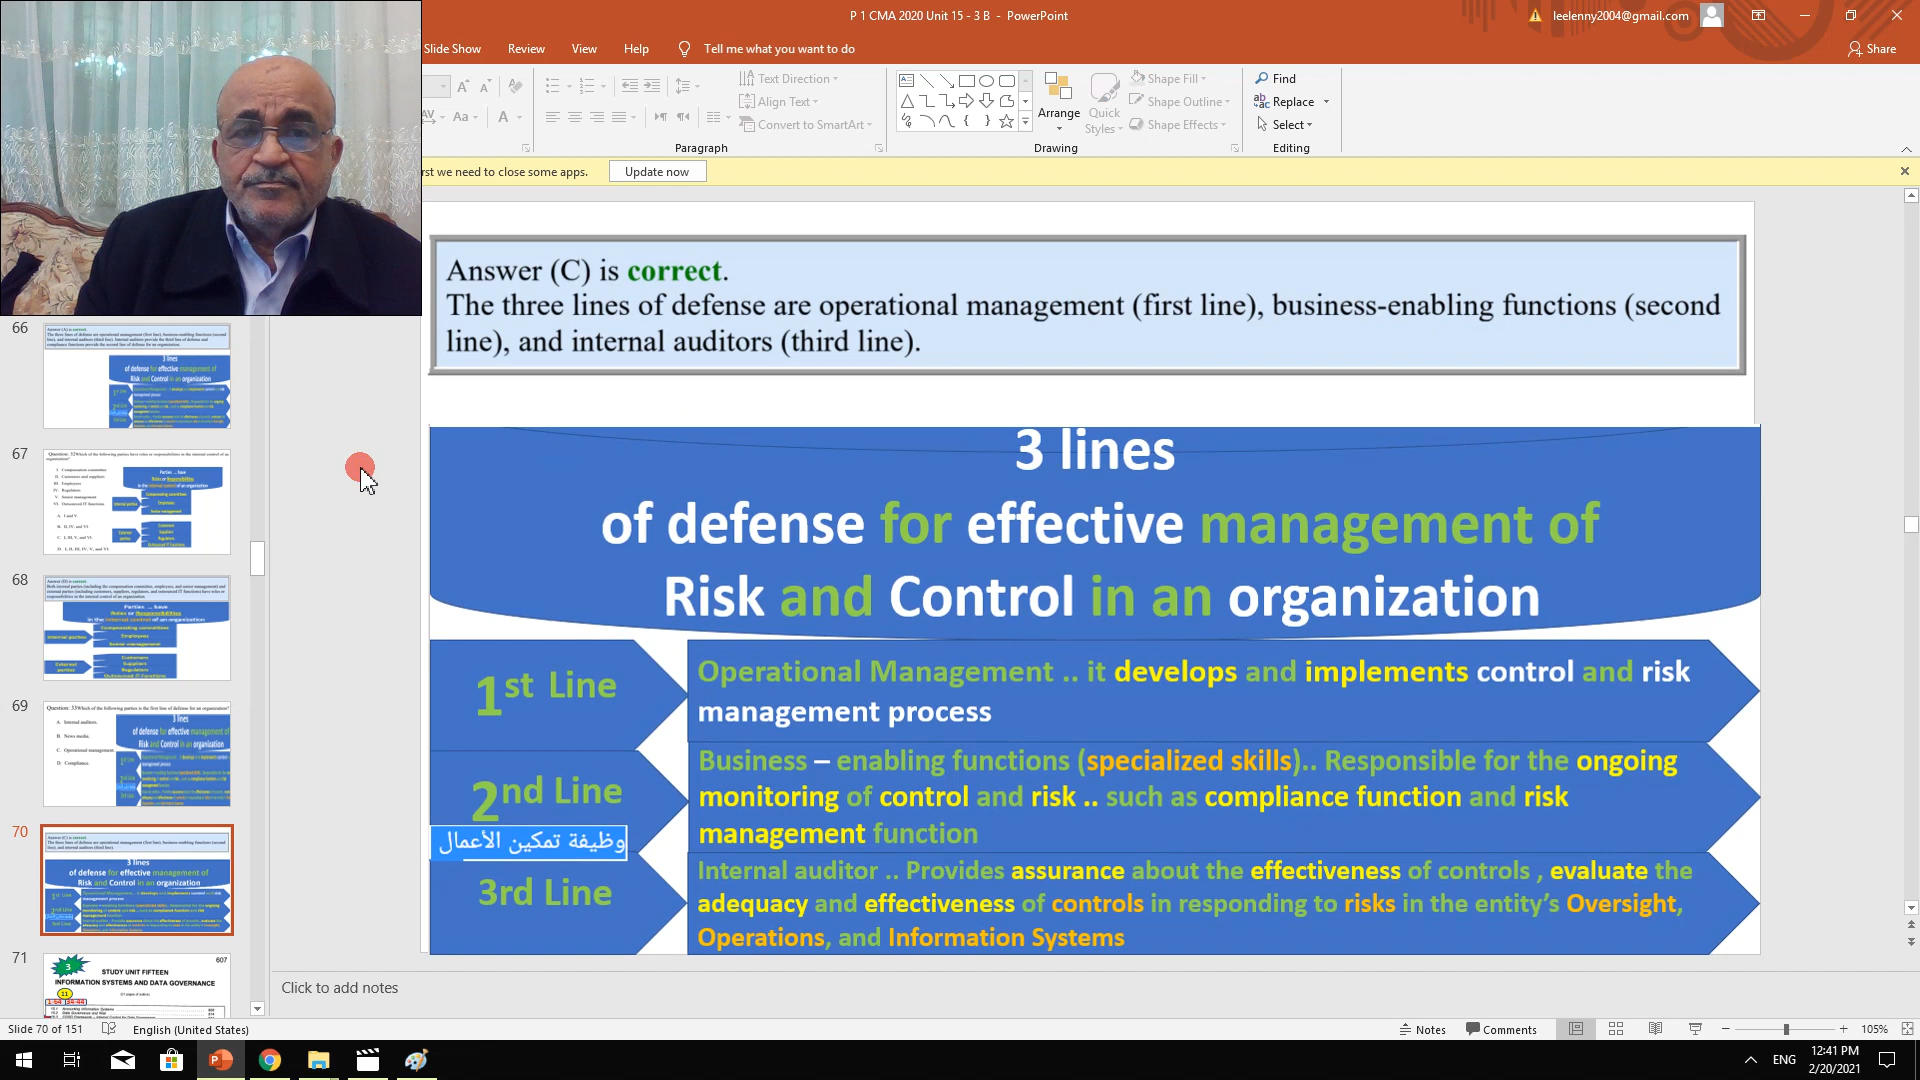 P 1 CMA 2020 Unit 15 - 3 B - PowerPoint
leelenny2004@gmail.com
Slide Show Review View Help Tell me what you want to do
Share
Text Direction
Align Text
Convert to SmartArt
Arrange
Quick Styles
Shape Fill
Shape Outline
Shape Effects
Find
Replace
Select
Paragraph
Drawing
Editing
rst we need to close some apps. Update now
Answer (C) is correct.
The three lines of defense are operational management (first line), business-enabling functions (second
line), and internal auditors (third line).
3 lines
of defense for effective management of
Risk and Control in an organization
1st Line
Operational Management .. it develops and implements control and risk
management process
2nd Line
وظيفة تمكين الأعمال
Business – enabling functions (specialized skills).. Responsible for the ongoing
monitoring of control and risk .. such as compliance function and risk
management function
3rd Line
Internal auditor .. Provides assurance about the effectiveness of controls , evaluate the
adequacy and effectiveness of controls in responding to risks in the entity's Oversight,
Operations, and Information Systems
66
67
68
69
70
71
607
STUDY UNIT FIFTEEN
INFORMATION SYSTEMS AND DATA GOVERNANCE
Click to add notes
Slide 70 of 151
English (United States)
Notes
Comments
105%
ENG
12:41 PM
2/20/2021